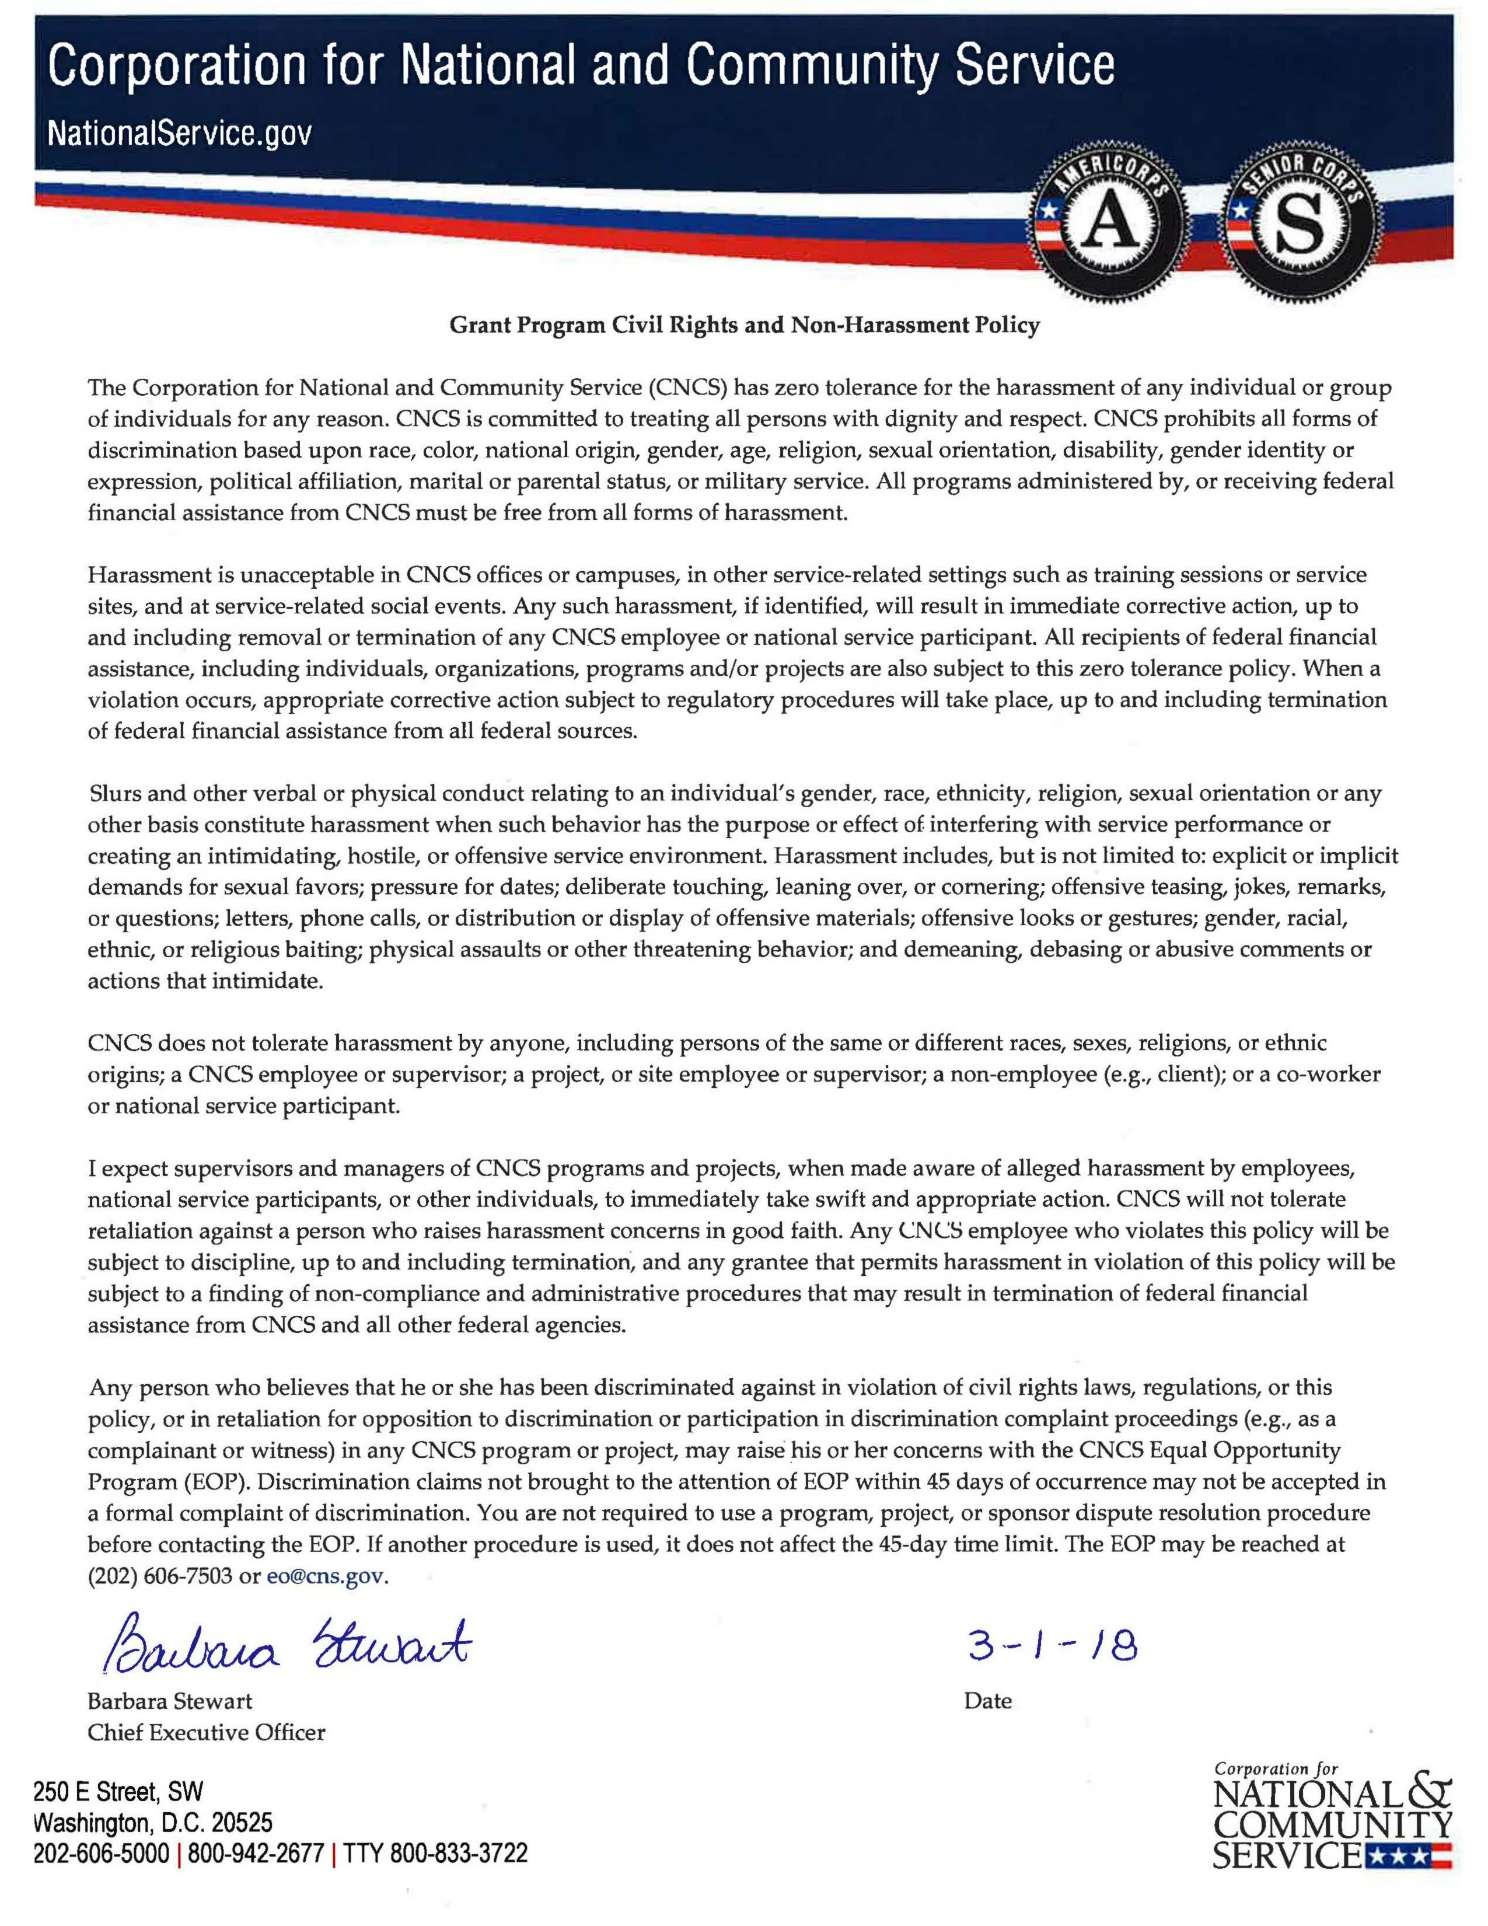 Corporation for National and Community Service
NationalService.gov
AMERICORPS
A
SENIOR CORPS
S
Grant Program Civil Rights and Non-Harassment Policy
The Corporation for National and Community Service (CNCS) has zero tolerance for the harassment of any individual or group
of individuals for any reason. CNCS is committed to treating all persons with dignity and respect. CNCS prohibits all forms of
discrimination based upon race, color, national origin, gender, age, religion, sexual orientation, disability, gender identity or
expression, political affiliation, marital or parental status, or military service. All programs administered by, or receiving federal
financial assistance from CNCS must be free from all forms of harassment.
Harassment is unacceptable in CNCS offices or campuses, in other service-related settings such as training sessions or service
sites, and at service-related social events. Any such harassment, if identified, will result in immediate corrective action, up to
and including removal or termination of any CNCS employee or national service participant. All recipients of federal financial
assistance, including individuals, organizations, programs and/or projects are also subject to this zero tolerance policy. When a
violation occurs, appropriate corrective action subject to regulatory procedures will take place, up to and including termination
of federal financial assistance from all federal sources.
Slurs and other verbal or physical conduct relating to an individual's gender, race, ethnicity, religion, sexual orientation or any
other basis constitute harassment when such behavior has the purpose or effect of interfering with service performance or
creating an intimidating, hostile, or offensive service environment. Harassment includes, but is not limited to: explicit or implicit
demands for sexual favors; pressure for dates; deliberate touching, leaning over, or cornering; offensive teasing, jokes, remarks,
or questions; letters, phone calls, or distribution or display of offensive materials; offensive looks or gestures; gender, racial,
ethnic, or religious baiting; physical assaults or other threatening behavior; and demeaning, debasing or abusive comments or
actions that intimidate.
CNCS does not tolerate harassment by anyone, including persons of the same or different races, sexes, religions, or ethnic
origins; a CNCS employee or supervisor; a project, or site employee or supervisor; a non-employee (e.g., client); or a co-worker
or national service participant.
I expect supervisors and managers of CNCS programs and projects, when made aware of alleged harassment by employees,
national service participants, or other individuals, to immediately take swift and appropriate action. CNCS will not tolerate
retaliation against a person who raises harassment concerns in good faith. Any CNCS employee who violates this policy will be
subject to discipline, up to and including termination, and any grantee that permits harassment in violation of this policy will be
subject to a finding of non-compliance and administrative procedures that may result in termination of federal financial
assistance from CNCS and all other federal agencies.
Any person who believes that he or she has been discriminated against in violation of civil rights laws, regulations, or this
policy, or in retaliation for opposition to discrimination or participation in discrimination complaint proceedings (e.g., as a
complainant or witness) in any CNCS program or project, may raise his or her concerns with the CNCS Equal Opportunity
Program (EOP). Discrimination claims not brought to the attention of EOP within 45 days of occurrence may not be accepted in
a formal complaint of discrimination. You are not required to use a program, project, or sponsor dispute resolution procedure
before contacting the EOP. If another procedure is used, it does not affect the 45-day time limit. The EOP may be reached at
(202) 606-7503 or eo@cns.gov.
Barbara Stewart
3-1-18
Barbara Stewart
Date
Chief Executive Officer
250 E Street, SW
Washington, D.C. 20525
202-606-5000 | 800-942-2677 | TTY 800-833-3722
Corporation for
NATIONAL &
COMMUNITY
SERVICE